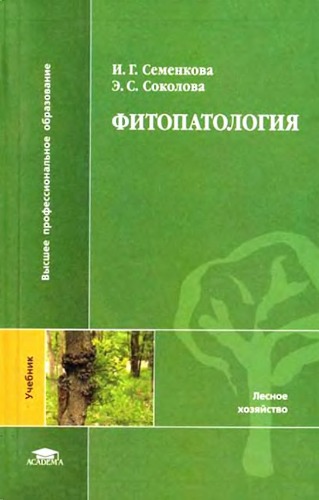 И. Г. Семенкова
Э. С. Соколова
ФИТОПАТОЛОГИЯ
Высшее профессиональное образование
Учебник
Лесное
хозяйство
ACADEMA